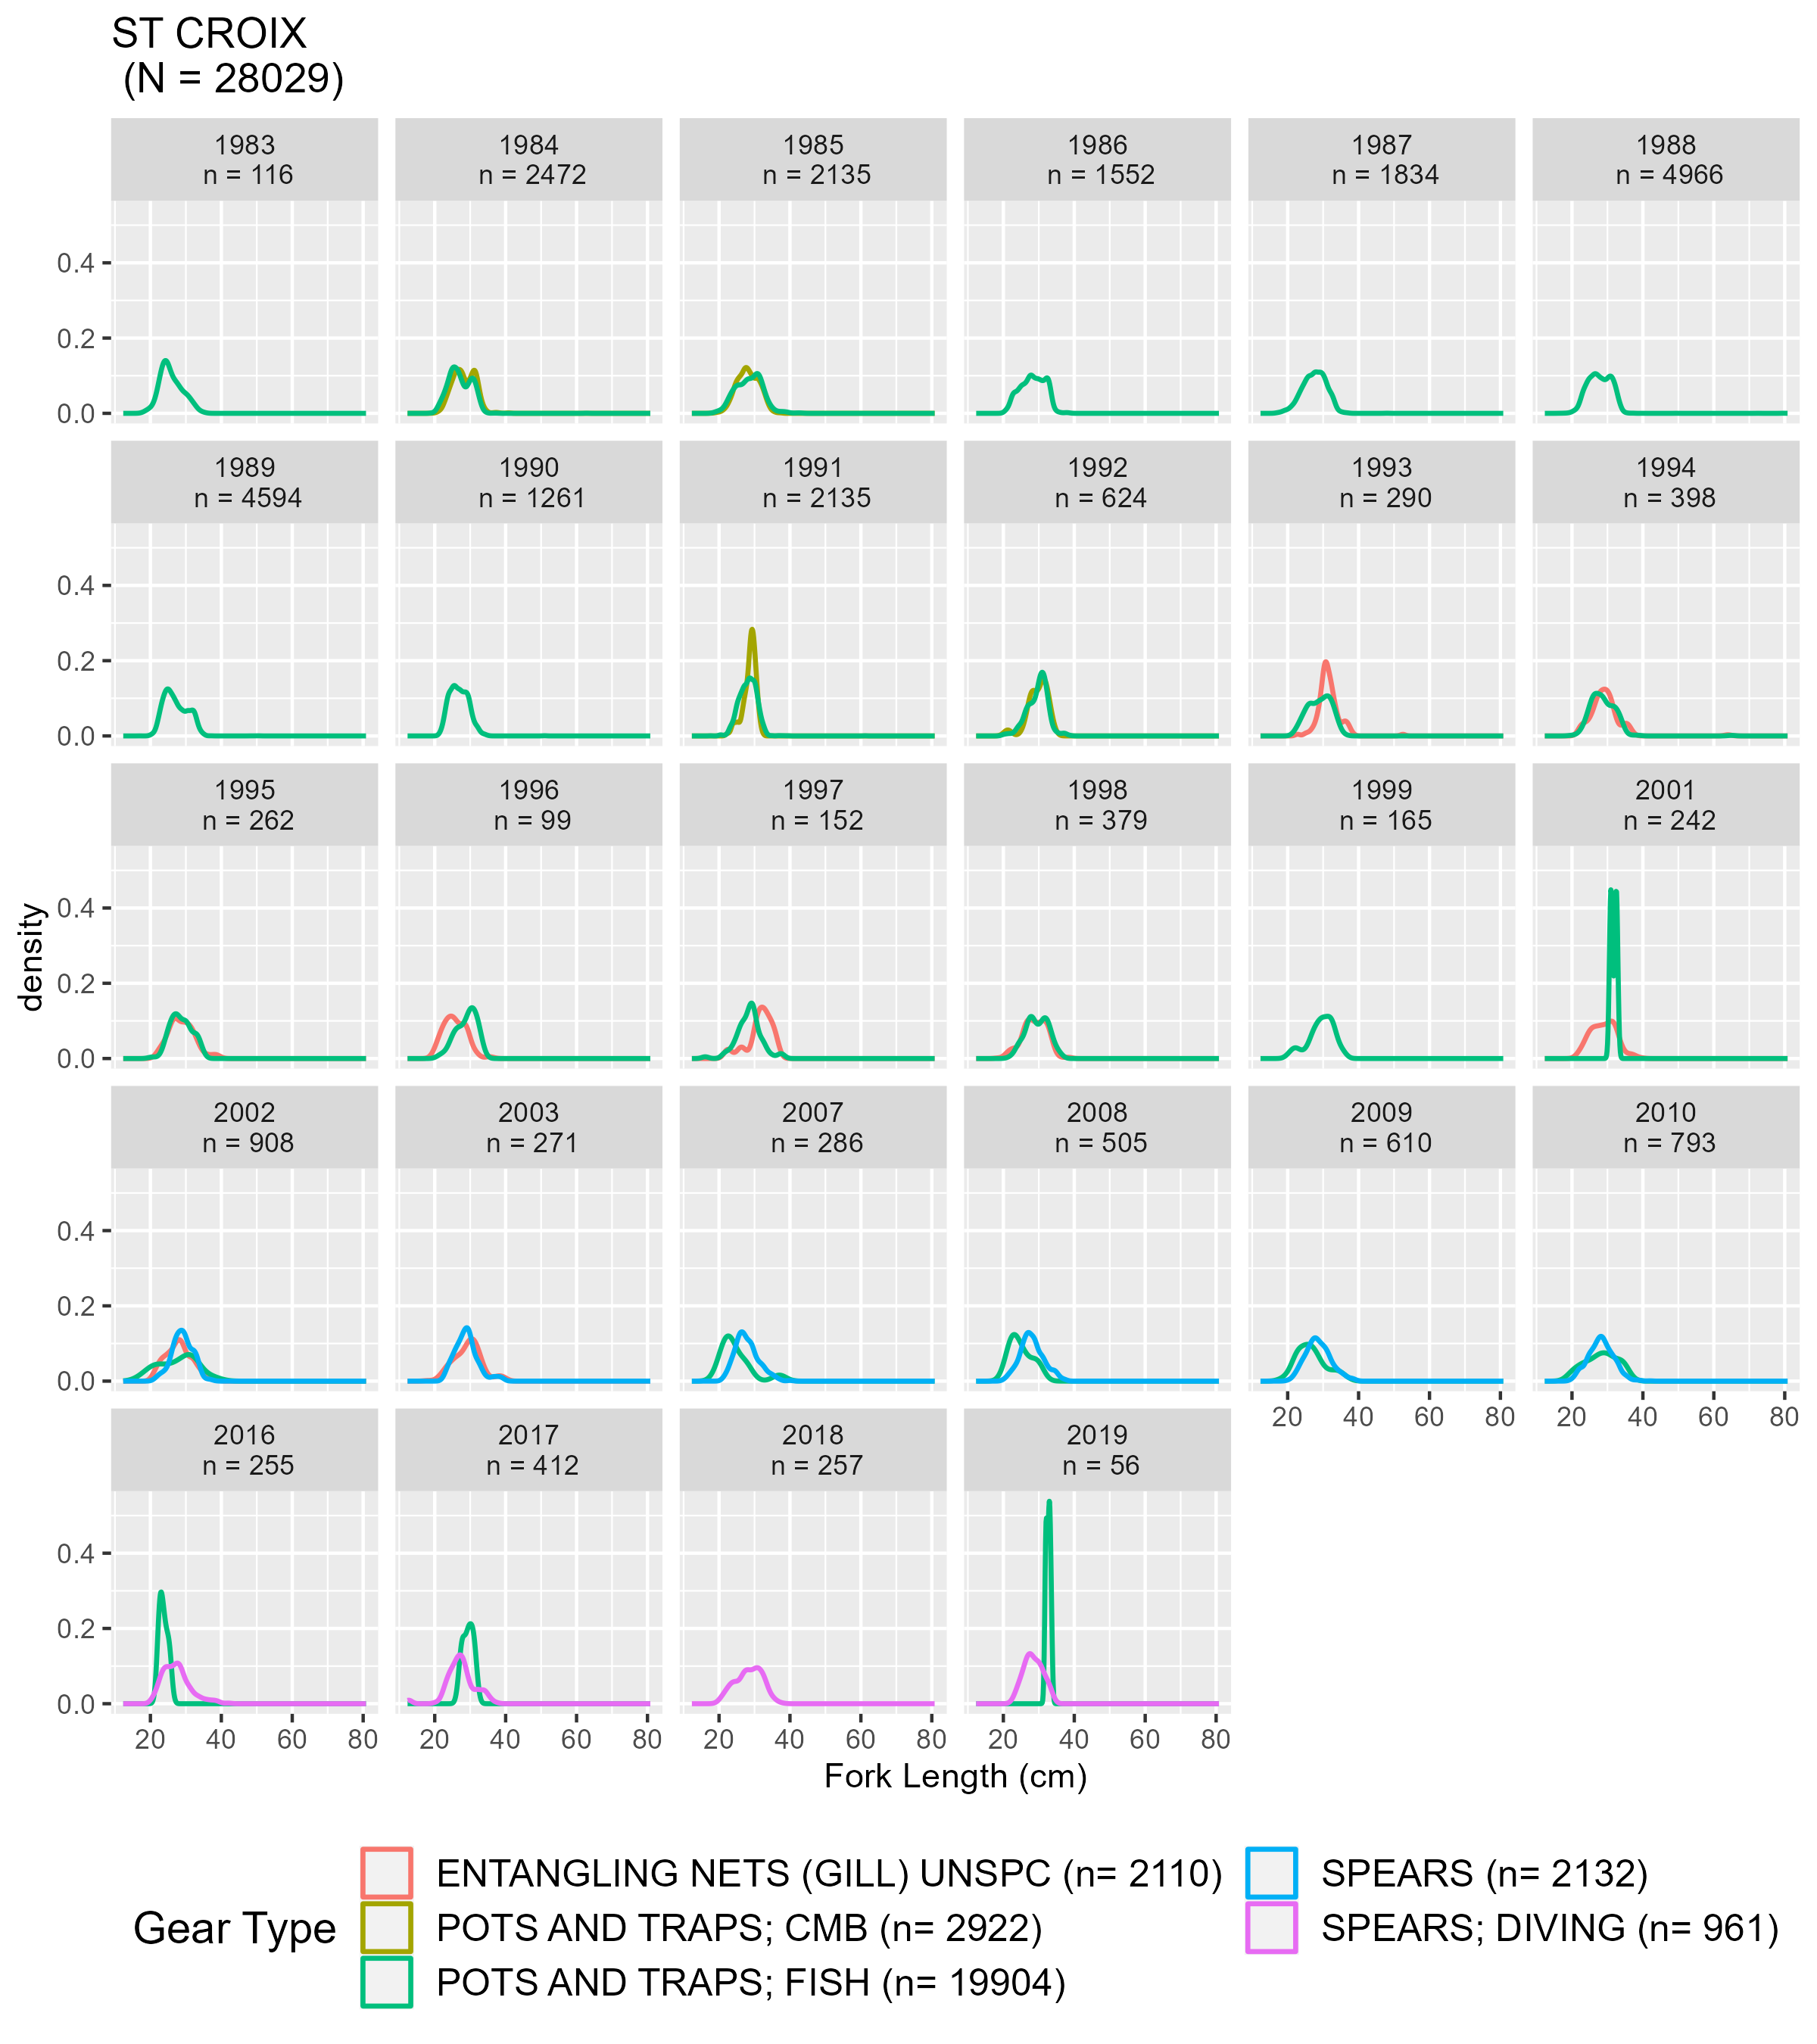 ST CROIX
(N = 28029)
1983 1984 1985 1986 1987 1988
n = 116 n = 2472 n = 2135 n = 1552 n = 1834 n = 4966
0.4
0.2
0.0
1989 1990 1991 1992 1993 1994
n = 4594 n = 1261 n = 2135 n = 624 n = 290 n = 398
0.4
0.2
0.0
1995 1996 1997 1998 1999 2001
n = 262 n = 99 n = 152 n = 379 n = 165 n = 242
0.4
0.2
0.0
density
2002 2003 2007 2008 2009 2010
n = 908 n = 271 n = 286 n = 505 n = 610 n = 793
0.4
0.2
0.0
20 40 60 80 20 40 60 80
2016 2017 2018 2019
n = 255 n = 412 n = 257 n = 56
0.4
0.2
0.0
20 40 60 80 20 40 60 80 20 40 60 80 20 40 60 80
Fork Length (cm)
Gear Type
ENTANGLING NETS (GILL) UNSPC (n= 2110)
POTS AND TRAPS; CMB (n= 2922)
POTS AND TRAPS; FISH (n= 19904)
SPEARS (n= 2132)
SPEARS; DIVING (n= 961)